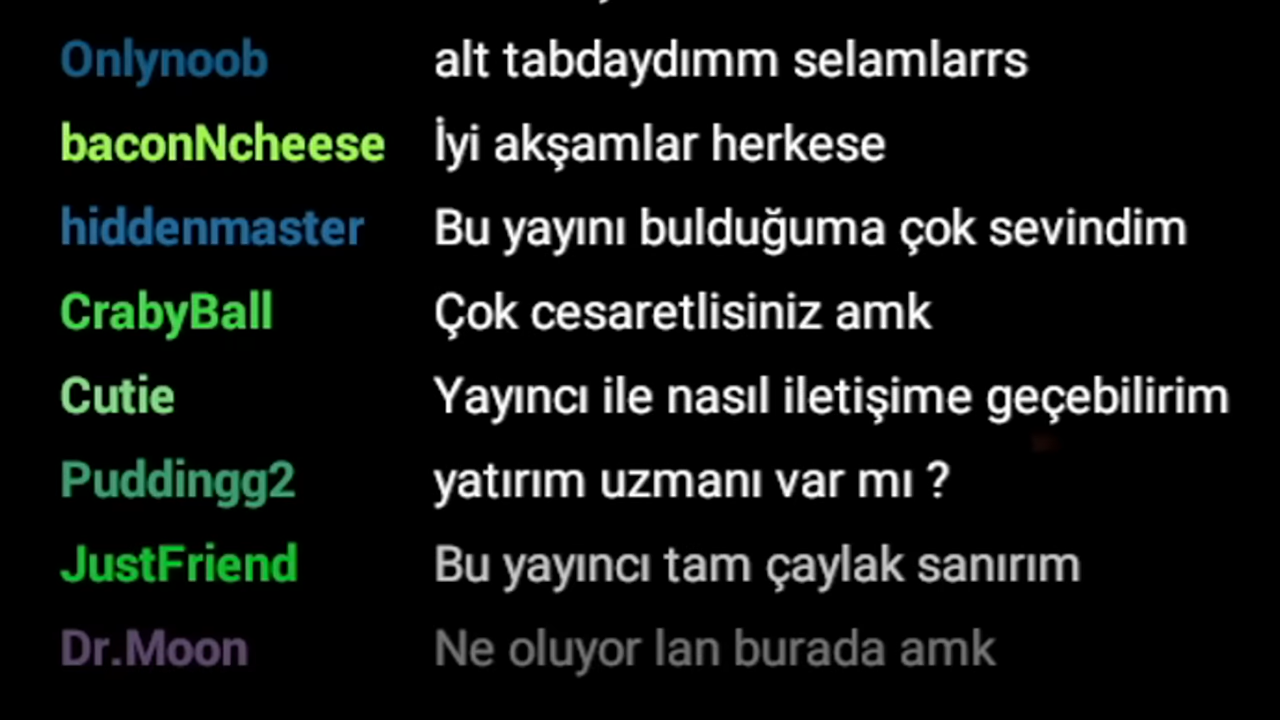 Onlynoob alt tabdaydımm selamlarrs
baconNcheese İyi akşamlar herkese
hiddenmaster Bu yayını bulduğuma çok sevindim
CrabyBall Çok cesaretlisiniz amk
Cutie Yayıncı ile nasıl iletişime geçebilirim
Puddingg2 yatırım uzmanı var mı ?
JustFriend Bu yayıncı tam çaylak sanırım
Dr.Moon Ne oluyor lan burada amk